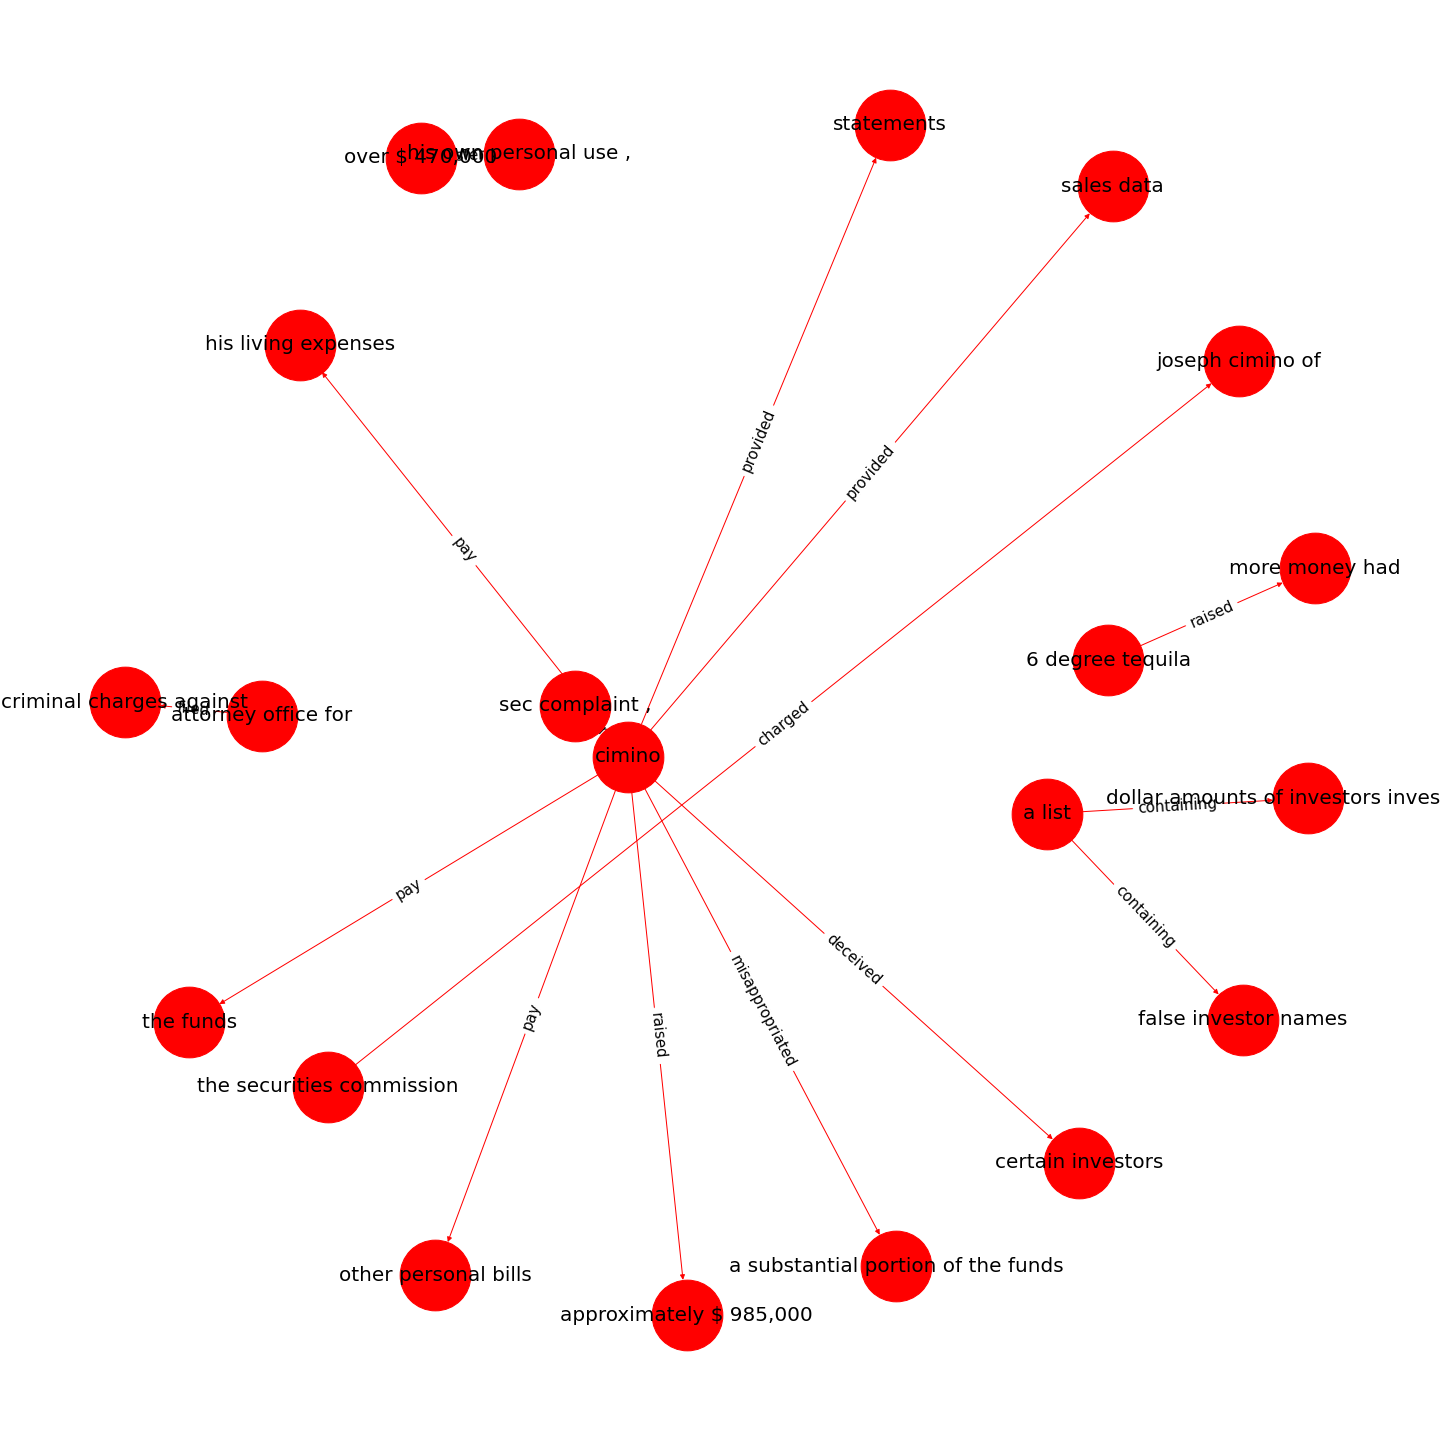 statements
his own personal use ,
over $ 470,000
sales data
his living expenses
joseph cimino of
provided
provided
pay
more money had
raised
6 degree tequila
criminal charges against
filed
attorney office for
sec complaint ,
charged
cimino
dollar amounts of investors inves
containing
a list
pay
containing
deceived
the funds
pay
raised
misappropriated
false investor names
the securities commission
certain investors
other personal bills
a substantial portion of the funds
approximately $ 985,000